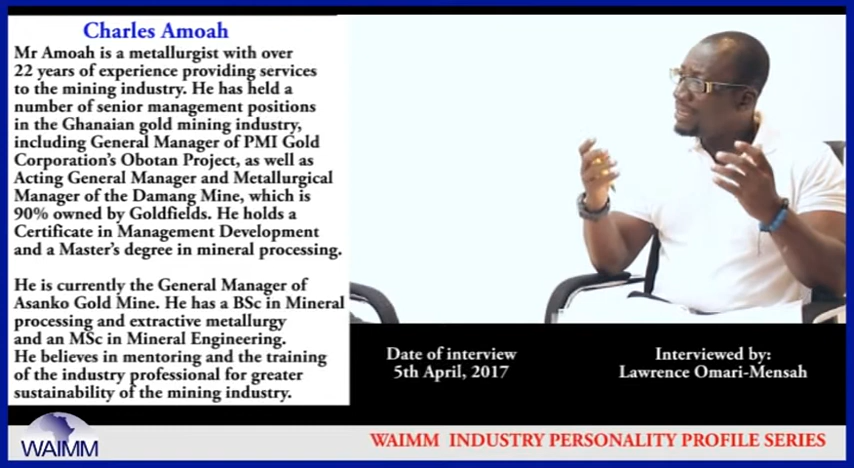 Charles Amoah
Mr Amoah is a metallurgist with over
22 years of experience providing services
to the mining industry. He has held a
number of senior management positions
in the Ghanaian gold mining industry,
including General Manager of PMI Gold
Corporation's Obotan Project, as well as
Acting General Manager and Metallurgical
Manager of the Damang Mine, which is
90% owned by Goldfields. He holds a
Certificate in Management Development
and a Master's degree in mineral processing.
He is currently the General Manager of
Asanko Gold Mine. He has a BSc in Mineral
processing and extractive metallurgy
and an MSc in Mineral Engineering.
He believes in mentoring and the training
of the industry professional for greater
sustainability of the mining industry.
Date of interview
5th April, 2017
Interviewed by:
Lawrence Omari-Mensah
WAIMM
WAIMM INDUSTRY PERSONALITY PROFILE SERIES